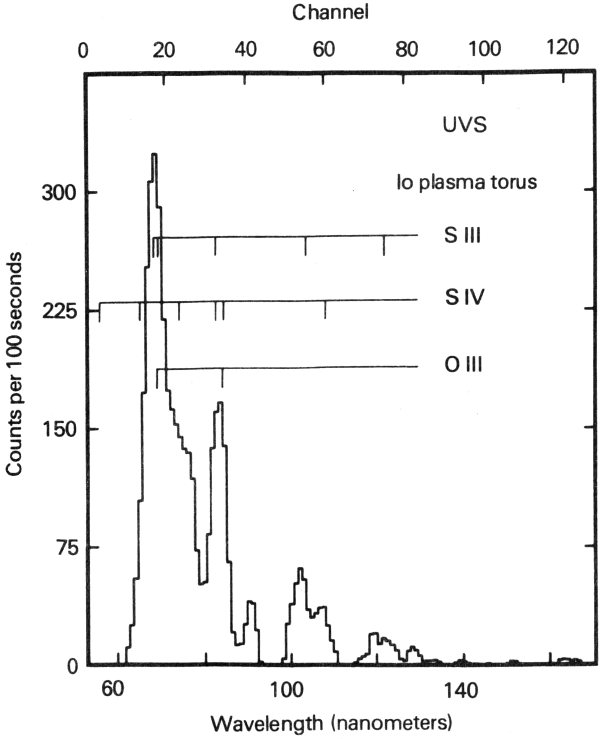 Channel
0 20 40 60 80 100 120
UVS
Io plasma torus
300
S III
S IV
225
O III
150
75
0
60 100 140
Counts per 100 seconds
Wavelength (nanometers)